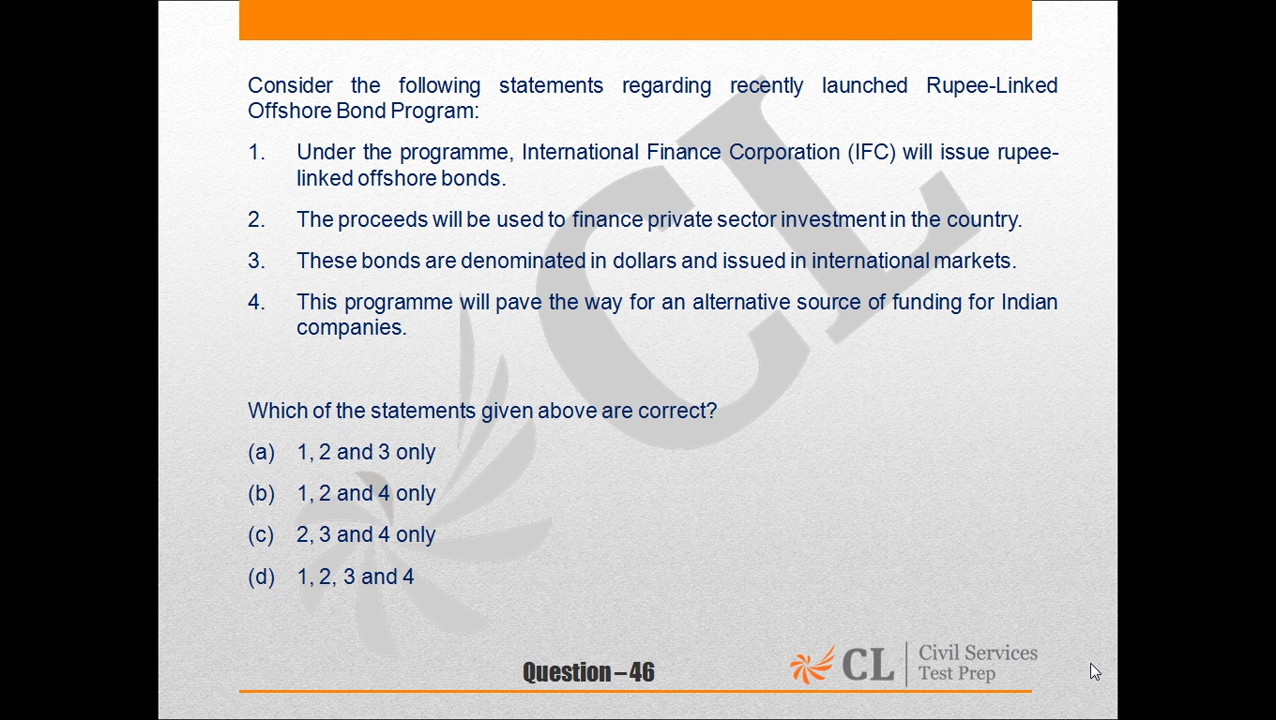 Consider the following statements regarding recently launched Rupee-Linked
Offshore Bond Program:
1. Under the programme, International Finance Corporation (IFC) will issue rupee-
linked offshore bonds.
2. The proceeds will be used to finance private sector investment in the country.
3. These bonds are denominated in dollars and issued in international markets.
4. This programme will pave the way for an alternative source of funding for Indian
companies.
Which of the statements given above are correct?
(a) 1, 2 and 3 only
(b) 1, 2 and 4 only
(c) 2, 3 and 4 only
(d) 1, 2, 3 and 4
CL
Question – 46
CL
Civil Services
Test Prep